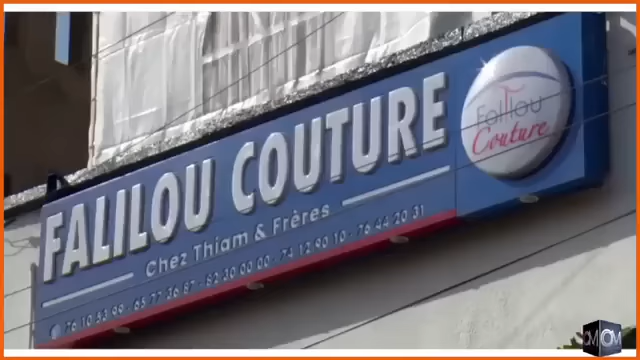 FALILOU COUTURE
Falilou
Couture
Chez Thiam & Frères
76 10 53 99 - 65 77 36 87 - 62 30 00 00 - 74 12 90 10 - 76 44 20 31